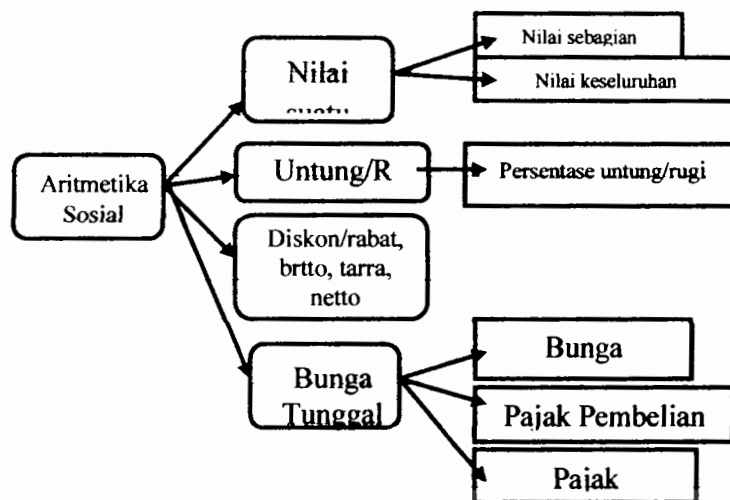 Nilai sebagian
Nilai
Nilai keseluruhan
Untung/R
Persentase untung/rugi
Aritmetika
Sosial
Diskon/rabat,
brtto, tarra,
netto
Bunga
Tunggal
Bunga
Pajak Pembelian
Pajak